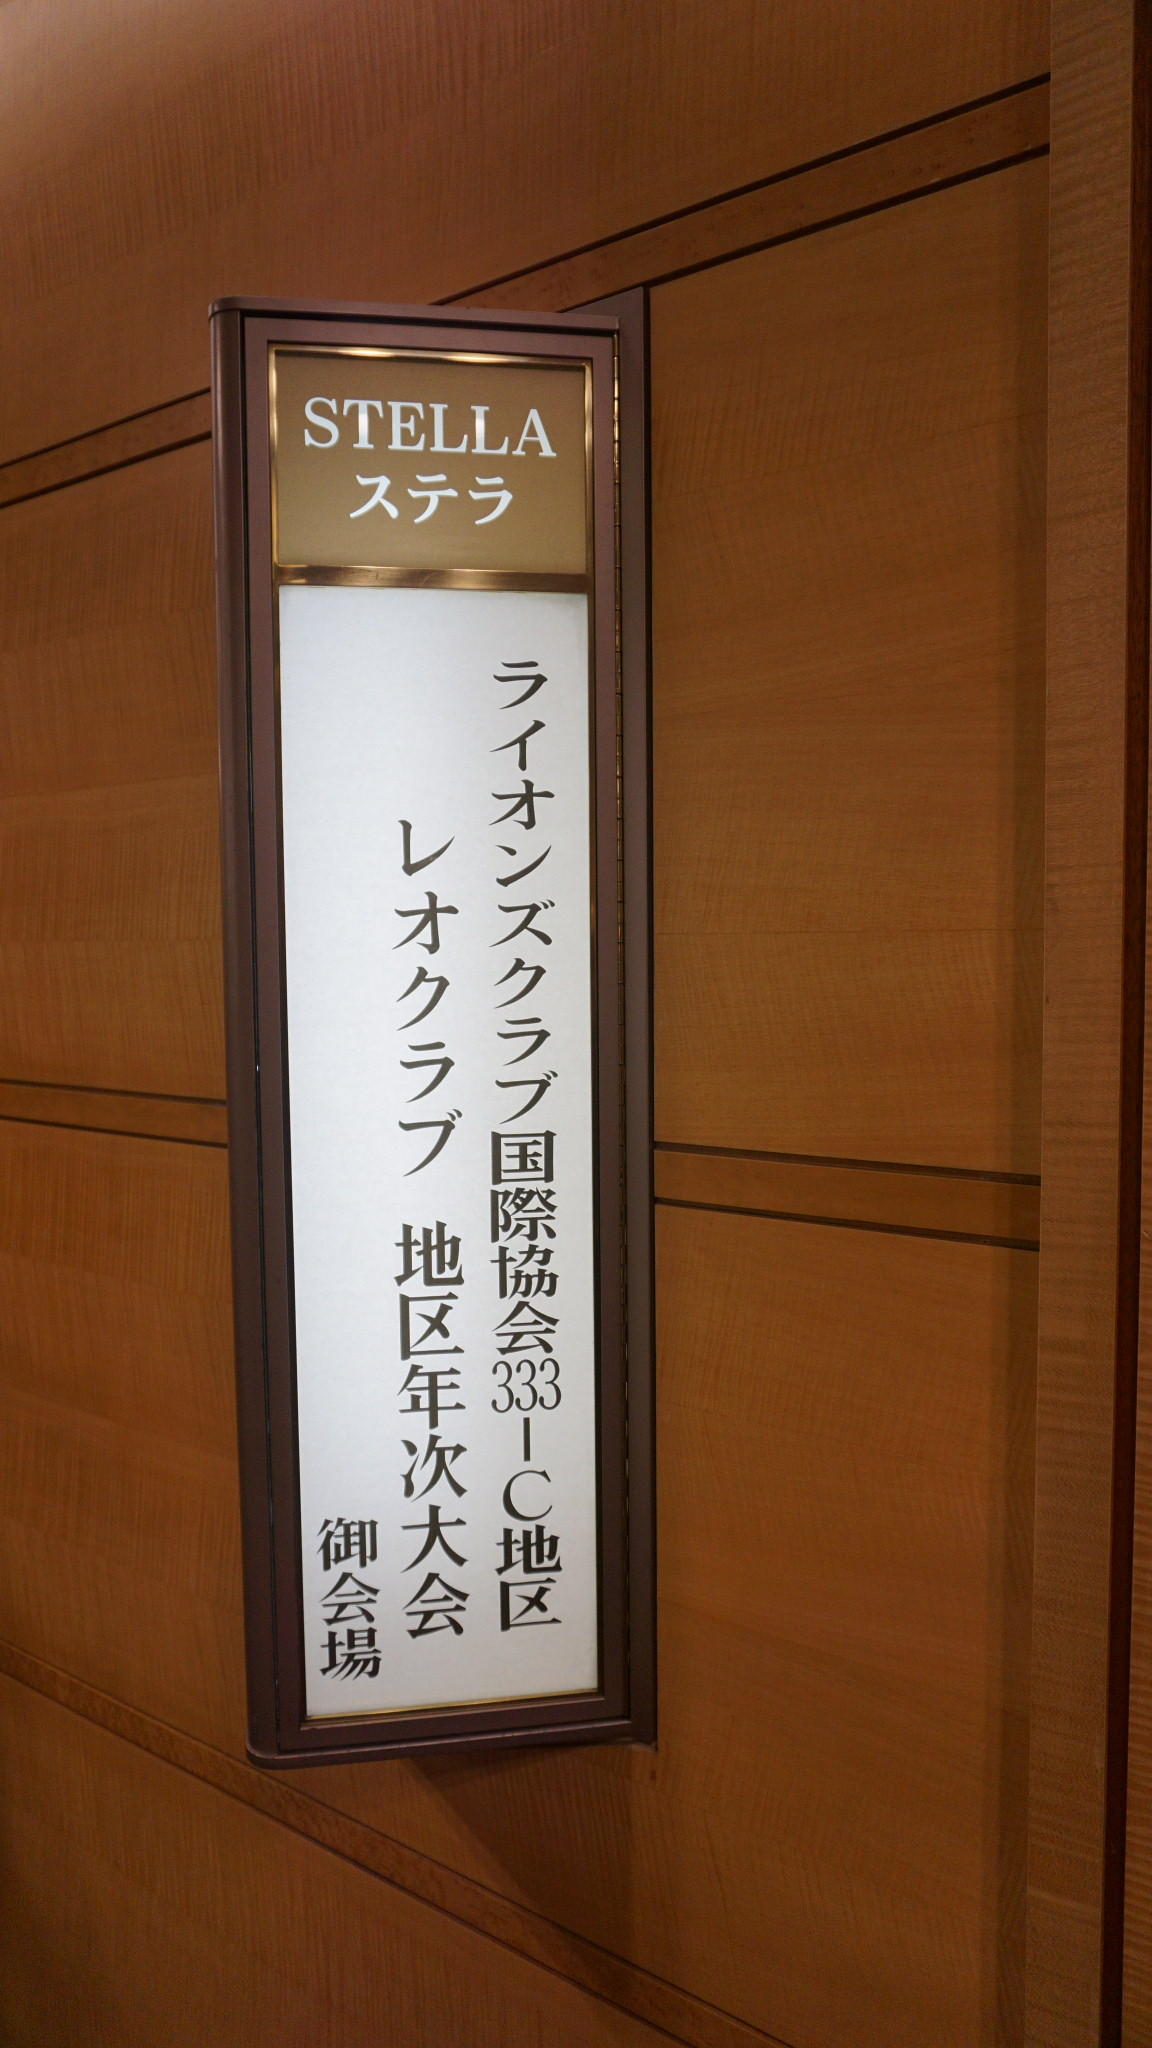 STELLA
ステラ
ライオンズクラブ国際協会333-C地区
レオクラブ 地区年次大会
御会場